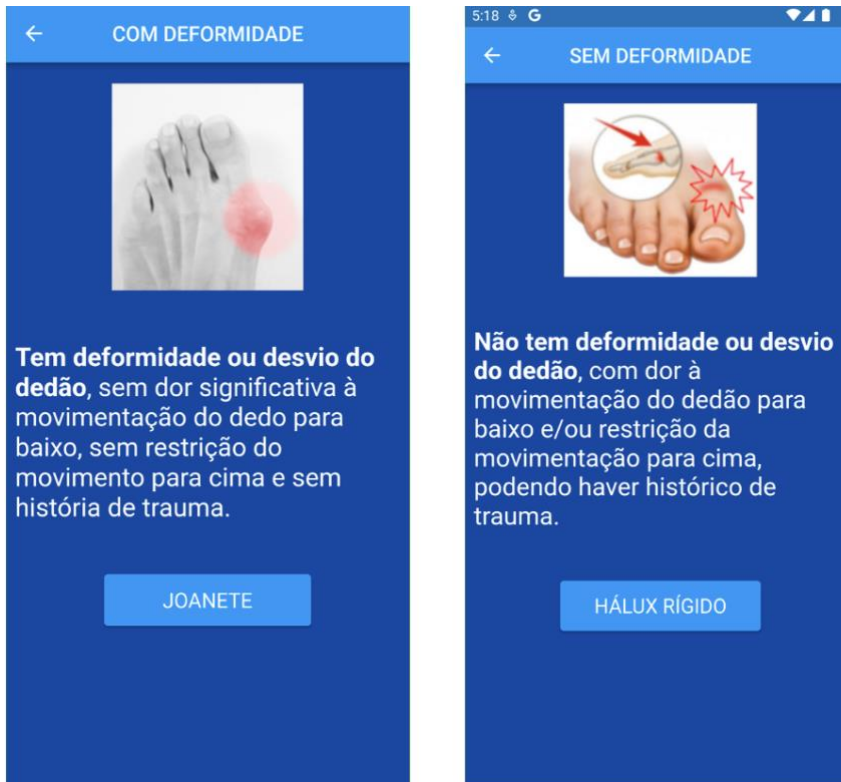 COM DEFORMIDADE
Tem deformidade ou desvio do
dedão, sem dor significativa à
movimentação do dedo para
baixo, sem restrição do
movimento para cima e sem
história de trauma.
JOANETE
5:18 G
SEM DEFORMIDADE
Não tem deformidade ou desvio
do dedão, com dor à
movimentação do dedão para
baixo e/ou restrição da
movimentação para cima,
podendo haver histórico de
trauma.
HÁLUX RÍGIDO